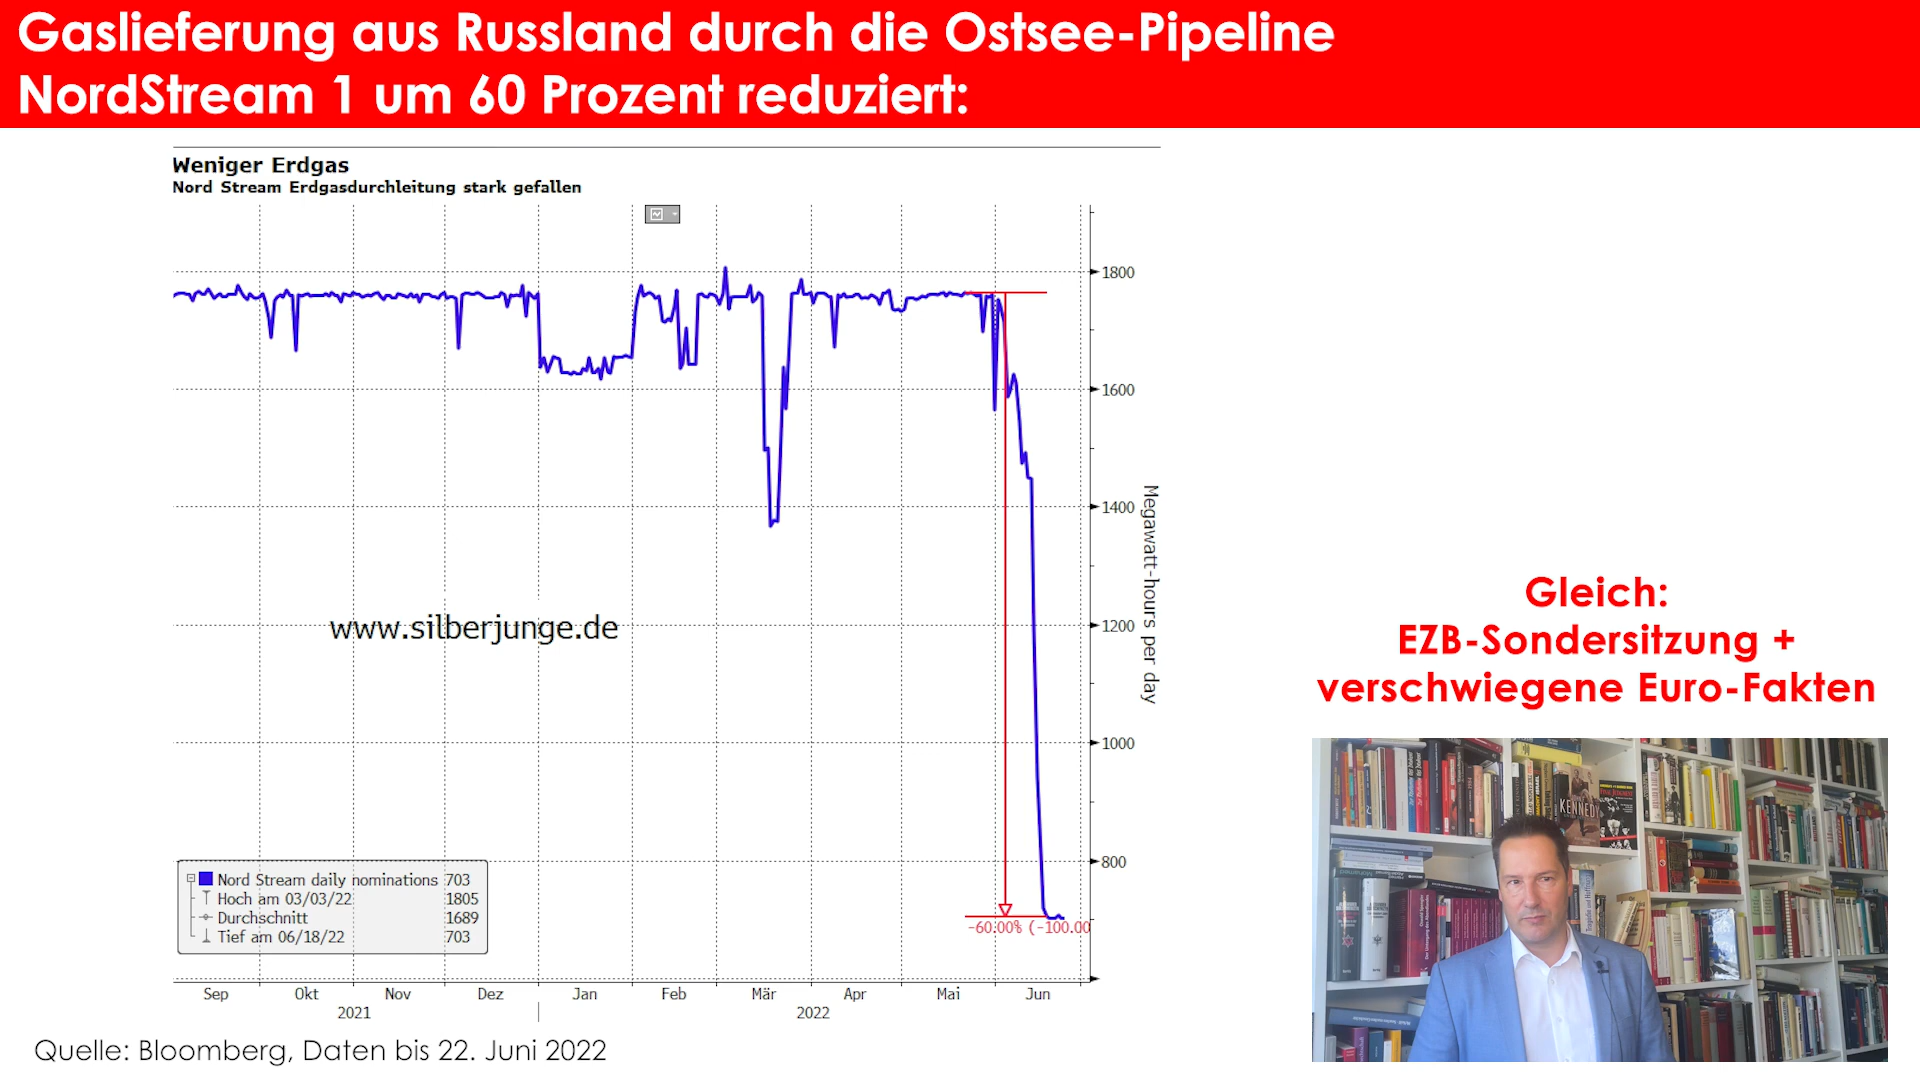 Gaslieferung aus Russland durch die Ostsee-Pipeline
NordStream 1 um 60 Prozent reduziert:
Weniger Erdgas
Nord Stream Erdgasdurchleitung stark gefallen
1800
1600
1400
1200
1000
800
Megawatt-hours per day
www.silberjunge.de
-60.00% (-100.00
Nord Stream daily nominations 703
Hoch am 03/03/22 1805
Durchschnitt 1689
Tief am 06/18/22 703
Sep Okt Nov Dez Jan Feb Mär Apr Mai Jun
2021 2022
Quelle: Bloomberg, Daten bis 22. Juni 2022
Gleich:
EZB-Sondersitzung +
verschwiegene Euro-Fakten
KENNEDY